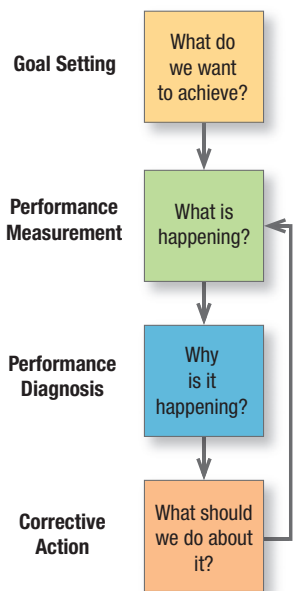 Goal Setting
What do
we want
to achieve?
Performance
Measurement
What is
happening?
Performance
Diagnosis
Why
is it
happening?
Corrective
Action
What should
we do about
it?